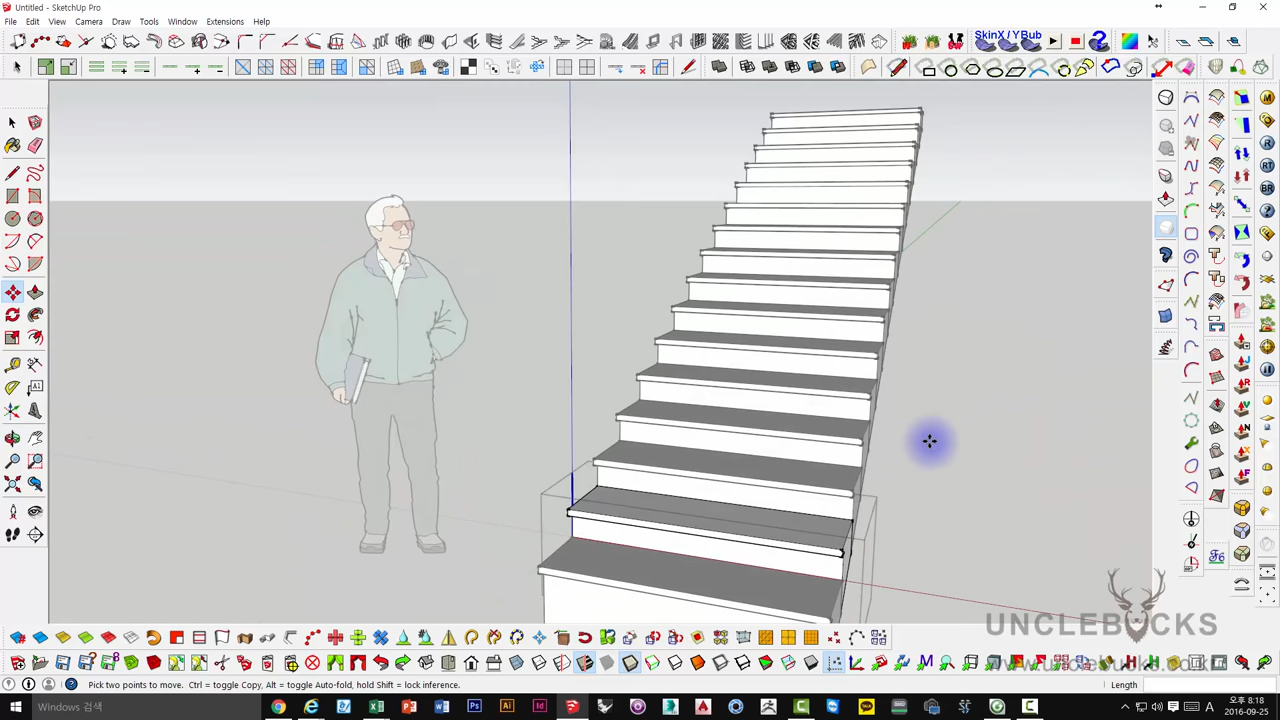 Untitled - SketchUp Pro
File Edit View Camera Draw Tools Window Extensions Help
SkinX / YBub
UNCLEBUCKS
Pick two points to move. Ctrl = toggle Copy, Alt = toggle Auto-fold, hold Shift = lock inference.
Length
Windows 검색
오후 8:18
2016-09-25